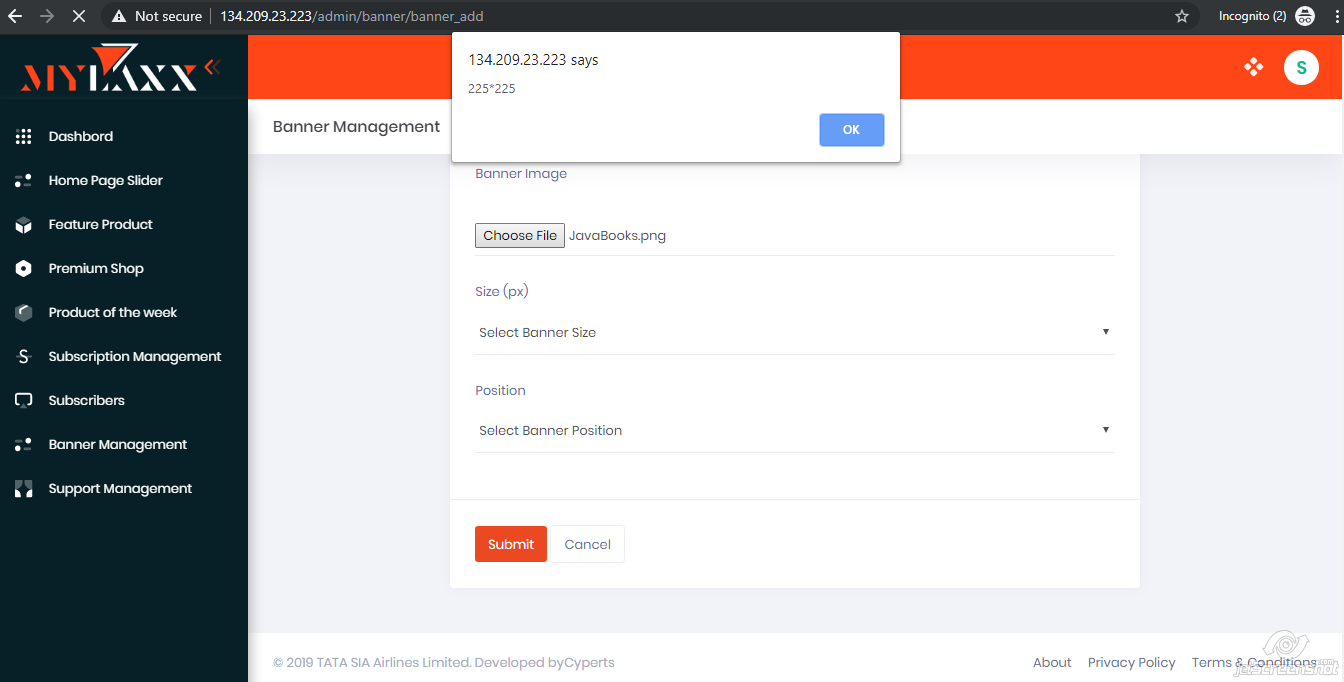 Not secure
134.209.23.223/admin/banner/banner_add
Incognito (2)
MYTAXX
134.209.23.223 says
225*225
OK
S
Banner Management
Dashbord
Home Page Slider
Feature Product
Premium Shop
Product of the week
Subscription Management
Subscribers
Banner Management
Support Management
Banner Image
Choose File JavaBooks.png
Size (px)
Select Banner Size
Position
Select Banner Position
Submit
Cancel
© 2019 TATA SIA Airlines Limited. Developed byCyperts
About
Privacy Policy
Terms & Conditions
jetscreenshot